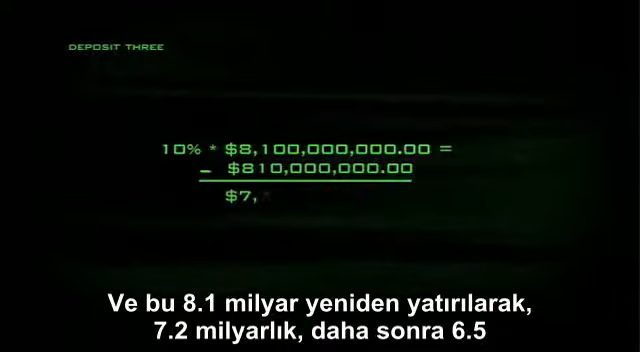 DEPOSIT THREE
10% * $8,100,000,000.00 =
- $810,000,000.00
$7,
Ve bu 8.1 milyar yeniden yatırılarak,
7.2 milyarlık, daha sonra 6.5